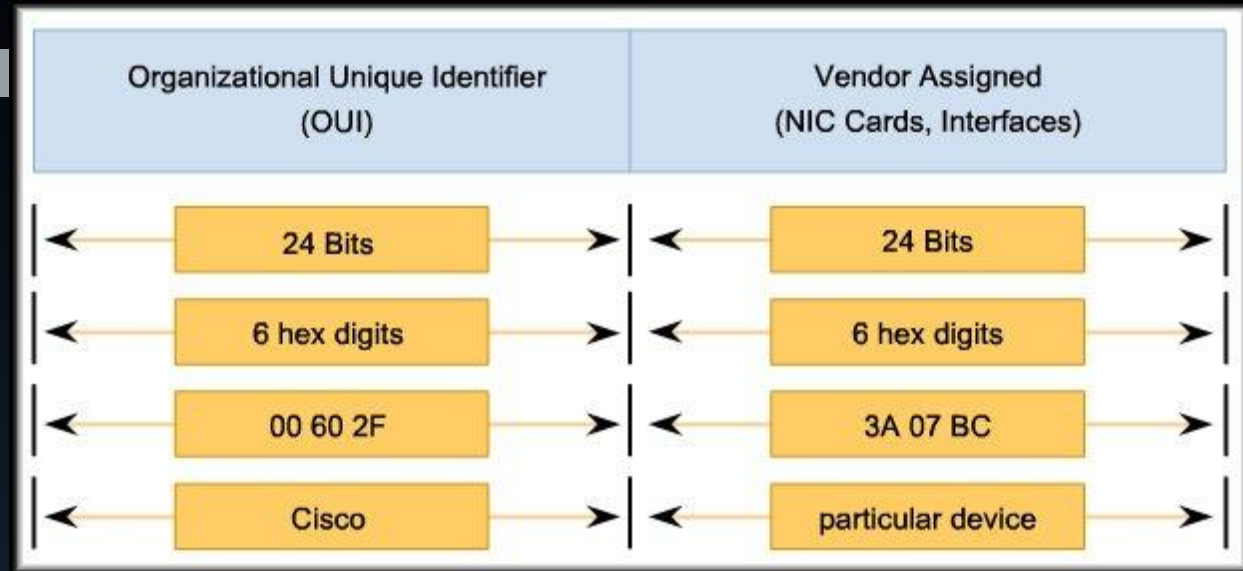 Organizational Unique Identifier
(OUI)
Vendor Assigned
(NIC Cards, Interfaces)
24 Bits
24 Bits
6 hex digits
6 hex digits
00 60 2F
3A 07 BC
Cisco
particular device